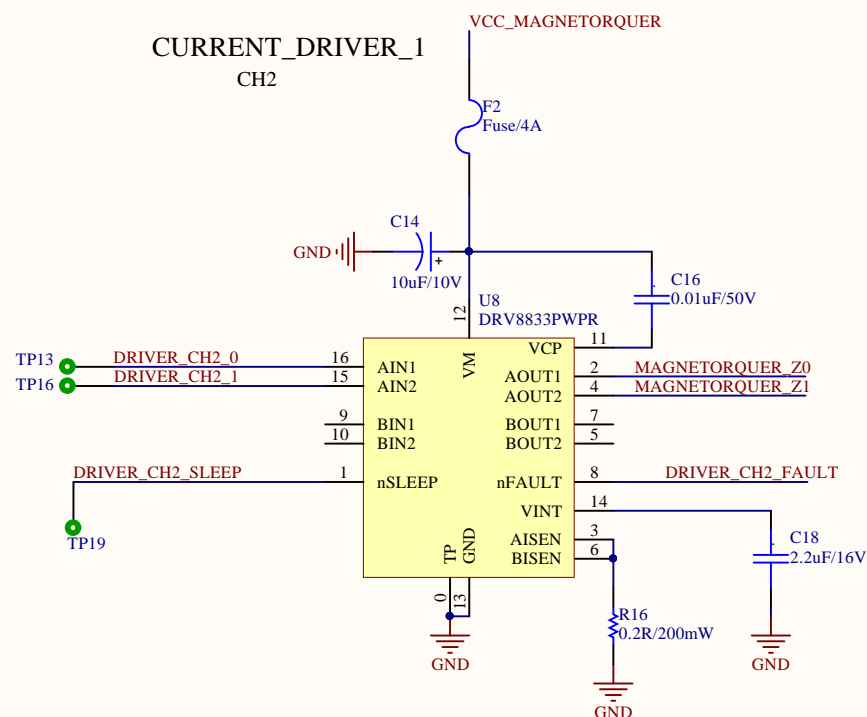 VCC_MAGNETORQUER
CURRENT_DRIVER_1
CH2
F2
Fuse/4A
C14
GND
10uF/10V
+
C16
0.01uF/50V
U8
DRV8833PWPR
12
VM
VCP
11
TP13
DRIVER_CH2_0
16
AIN1
AOUT1
2
MAGNETORQUER_Z0
TP16
DRIVER_CH2_1
15
AIN2
AOUT2
4
MAGNETORQUER_Z1
9
BIN1
BOUT1
7
10
BIN2
BOUT2
5
DRIVER_CH2_SLEEP
1
nSLEEP
nFAULT
8
DRIVER_CH2_FAULT
VINT
14
TP19
AISEN
3
BISEN
6
C18
2.2uF/16V
TP
GND
0
13
R16
0.2R/200mW
GND
GND
GND